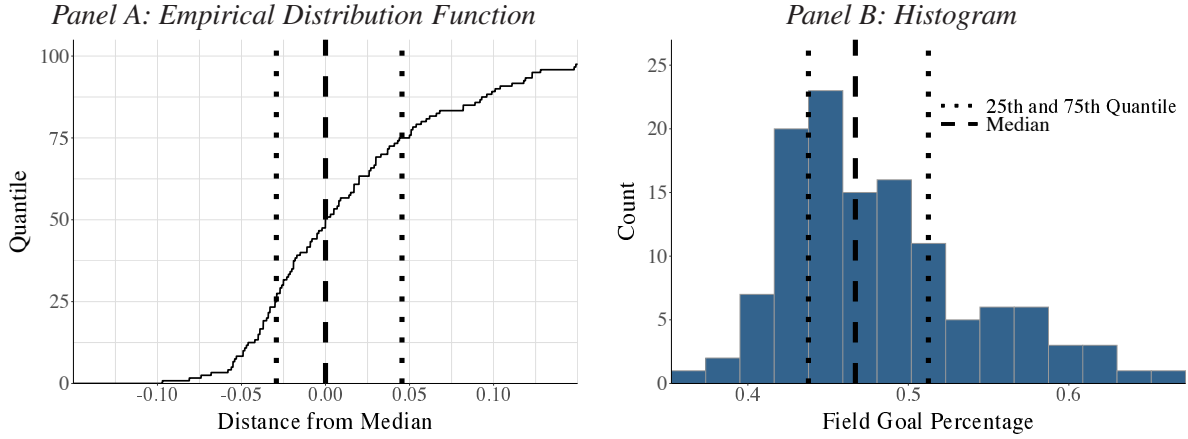 Panel A: Empirical Distribution Function
Quantile
100
75
50
25
0
-0.10
-0.05
0.00
0.05
0.10
Distance from Median
Panel B: Histogram
Count
25
20
15
10
5
0
25th and 75th Quantile
Median
0.4
0.5
0.6
Field Goal Percentage